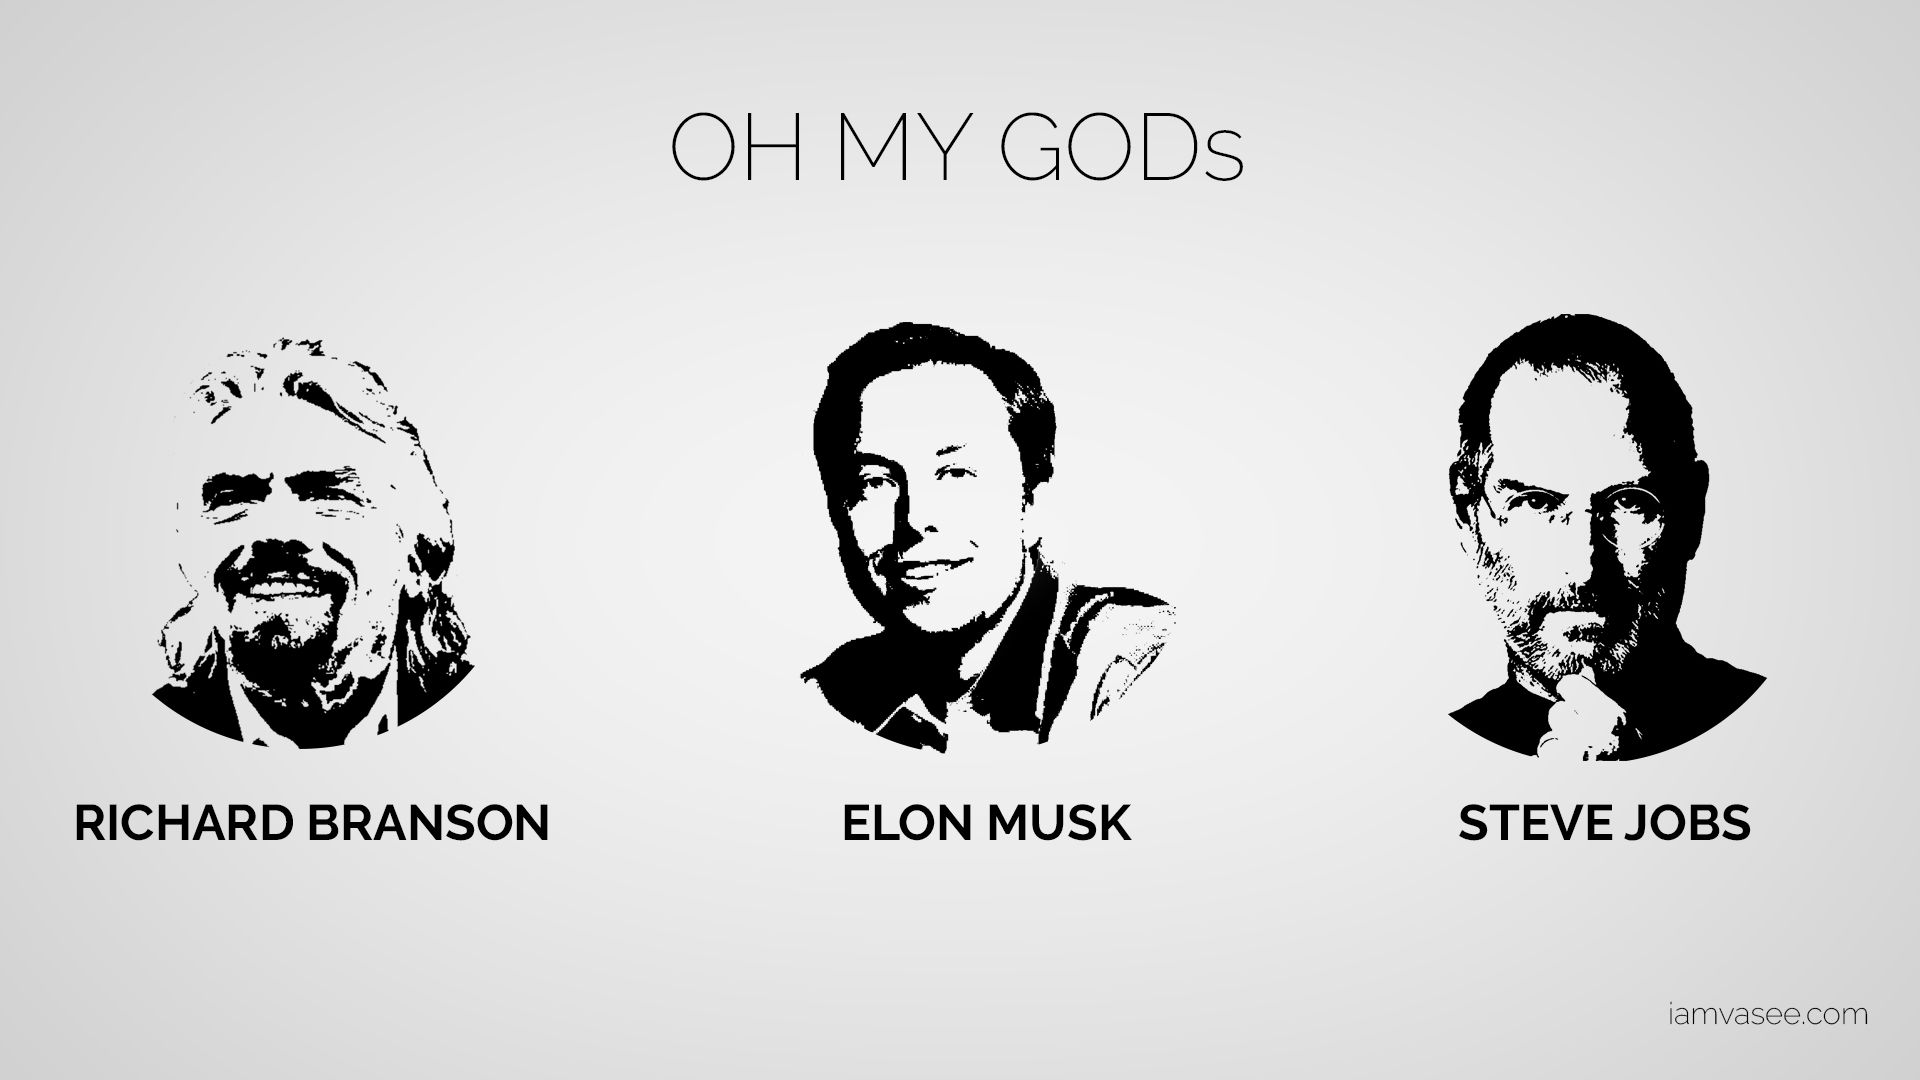 OH MY GODs
RICHARD BRANSON
ELON MUSK
STEVE JOBS
iamvasee.com